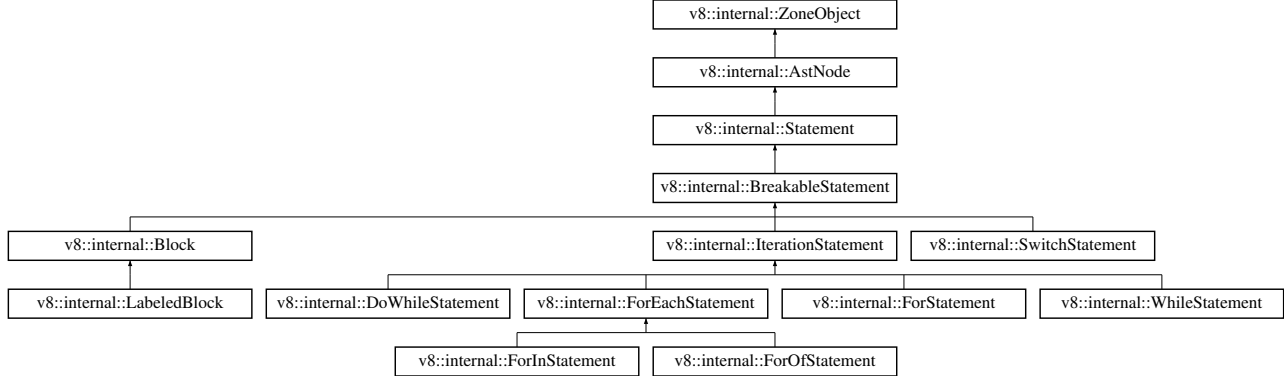 v8::internal::ZoneObject
v8::internal::AstNode
v8::internal::Statement
v8::internal::BreakableStatement
v8::internal::Block
v8::internal::IterationStatement
v8::internal::SwitchStatement
v8::internal::LabeledBlock
v8::internal::DoWhileStatement
v8::internal::ForEachStatement
v8::internal::ForStatement
v8::internal::WhileStatement
v8::internal::ForInStatement
v8::internal::ForOfStatement